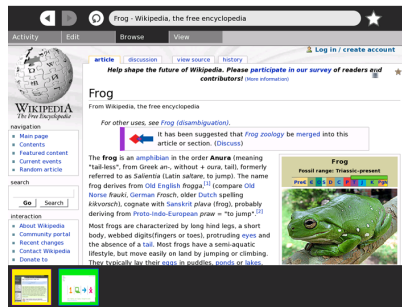 Frog - Wikipedia, the free encyclopedia
Activity Edit Browse View
Log in / create account
article discussion view source history
Help shape the future of Wikipedia. Please participate in our survey of readers and
contributors! (More information)
WIKIPEDIA
The Free Encyclopedia
navigation
Main page
Contents
Featured content
Current events
Random article
search
Go Search
interaction
About Wikipedia
Community portal
Recent changes
Contact Wikipedia
Donate to
Frog
From Wikipedia, the free encyclopedia
For other uses, see Frog (disambiguation).
It has been suggested that Frog zoology be merged into this
article or section. (Discuss)
The frog is an amphibian in the order Anura (meaning
"tail-less", from Greek an-, without + oura, tail), formerly
referred to as Salientia (Latin saltare, to jump). The name
frog derives from Old English frogga,[1] (compare Old
Norse frauki, German Frosch, older Dutch spelling
kikvorsch), cognate with Sanskrit plava (frog), probably
deriving from Proto-Indo-European praw = "to jump".[2]
Most frogs are characterized by long hind legs, a short
body, webbed digits(fingers or toes), protruding eyes and
the absence of a tail. Most frogs have a semi-aquatic
lifestyle, but move easily on land by jumping or climbing.
They typically lay their eggs in puddles, ponds or lakes,
Frog
Fossil range: Triassic-present
PreЄ Є O S D C P T J K Pg N